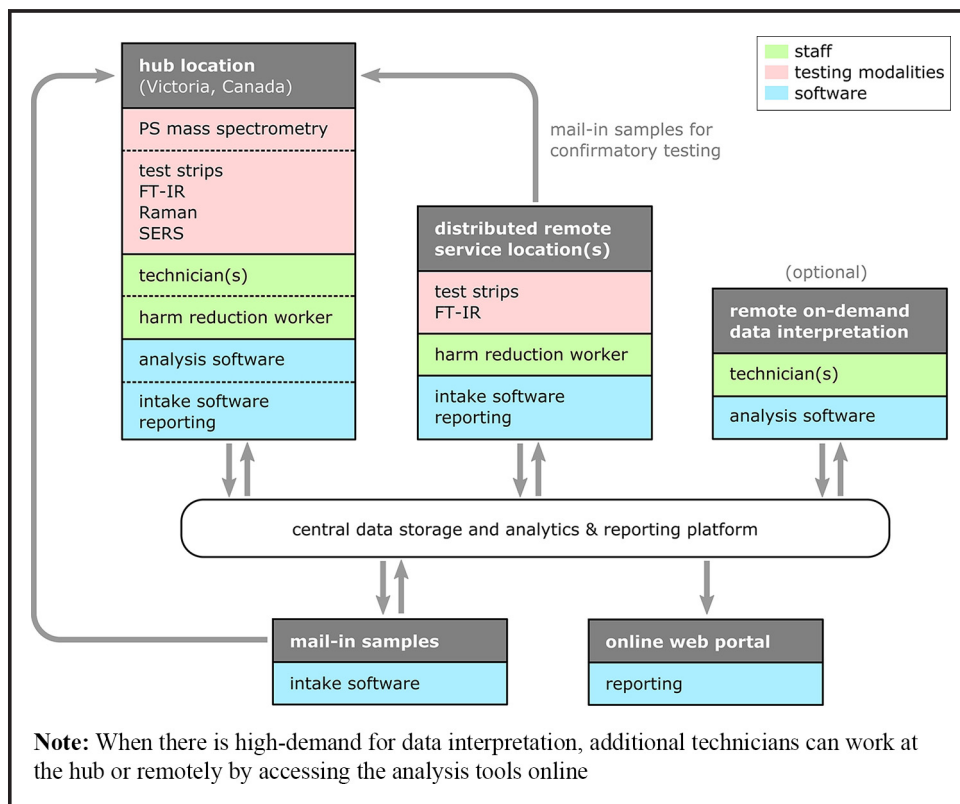 hub location
(Victoria, Canada)
PS mass spectrometry
test strips
FT-IR
Raman
SERS
technician(s)
harm reduction worker
analysis software
intake software
reporting
mail-in samples for
confirmatory testing
distributed remote
service location(s)
test strips
FT-IR
harm reduction worker
intake software
reporting
staff
testing modalities
software
(optional)
remote on-demand
data interpretation
technician(s)
analysis software
central data storage and analytics & reporting platform
mail-in samples
intake software
online web portal
reporting
Note: When there is high-demand for data interpretation, additional technicians can work at
the hub or remotely by accessing the analysis tools online